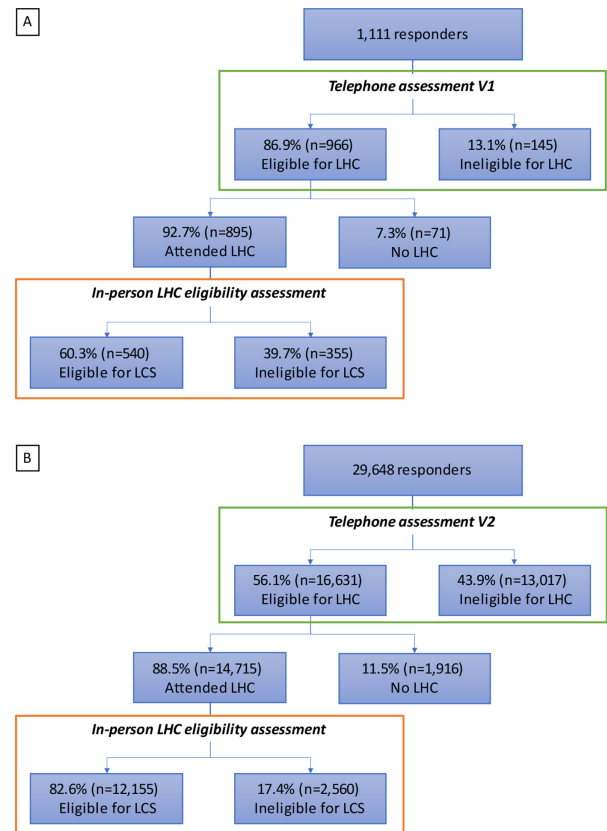 A
1,111 responders
Telephone assessment V1
86.9% (n=966)
Eligible for LHC
13.1% (n=145)
Ineligible for LHC
92.7% (n=895)
Attended LHC
7.3% (n=71)
No LHC
In-person LHC eligibility assessment
60.3% (n=540)
Eligible for LCS
39.7% (n=355)
Ineligible for LCS
B
29,648 responders
Telephone assessment V2
56.1% (n=16,631)
Eligible for LHC
43.9% (n=13,017)
Ineligible for LHC
88.5% (n=14,715)
Attended LHC
11.5% (n=1,916)
No LHC
In-person LHC eligibility assessment
82.6% (n=12,155)
Eligible for LCS
17.4% (n=2,560)
Ineligible for LCS